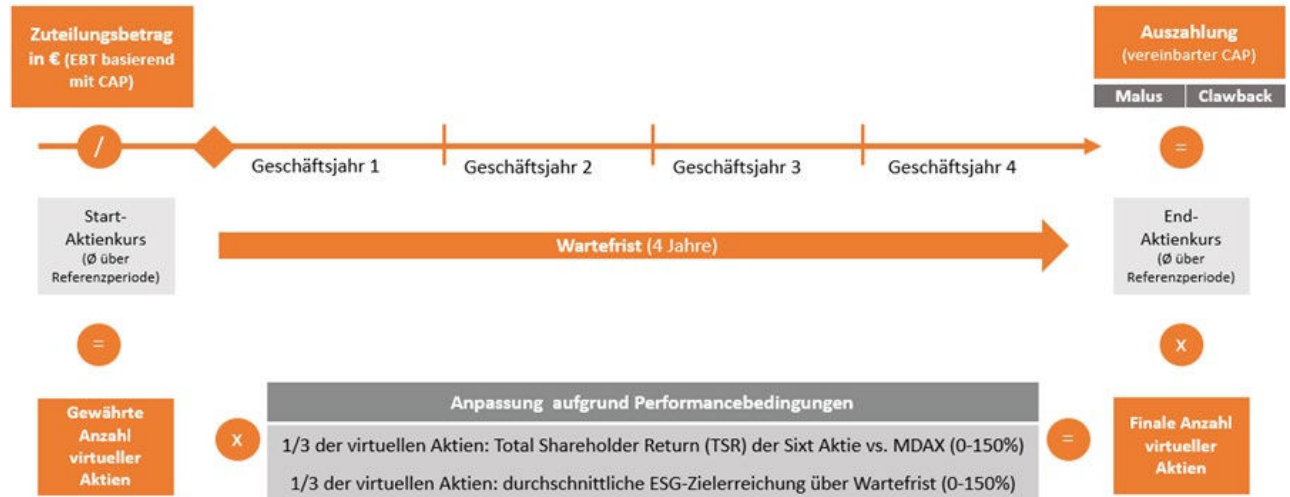 Zuteilungsbetrag
in € (EBT basierend
mit CAP)
Auszahlung
(vereinbarter CAP)
Malus
Clawback
/
Geschäftsjahr 1
Geschäftsjahr 2
Geschäftsjahr 3
Geschäftsjahr 4
=
Start-
Aktienkurs
(Ø über
Referenzperiode)
Wartefrist (4 Jahre)
End-
Aktienkurs
(Ø über
Referenzperiode)
=
x
Gewährte
Anzahl
virtueller
Aktien
x
Anpassung aufgrund Performancebedingungen
1/3 der virtuellen Aktien: Total Shareholder Return (TSR) der Sixt Aktie vs. MDAX (0-150%)
1/3 der virtuellen Aktien: durchschnittliche ESG-Zielerreichung über Wartefrist (0-150%)
=
Finale Anzahl
virtueller
Aktien